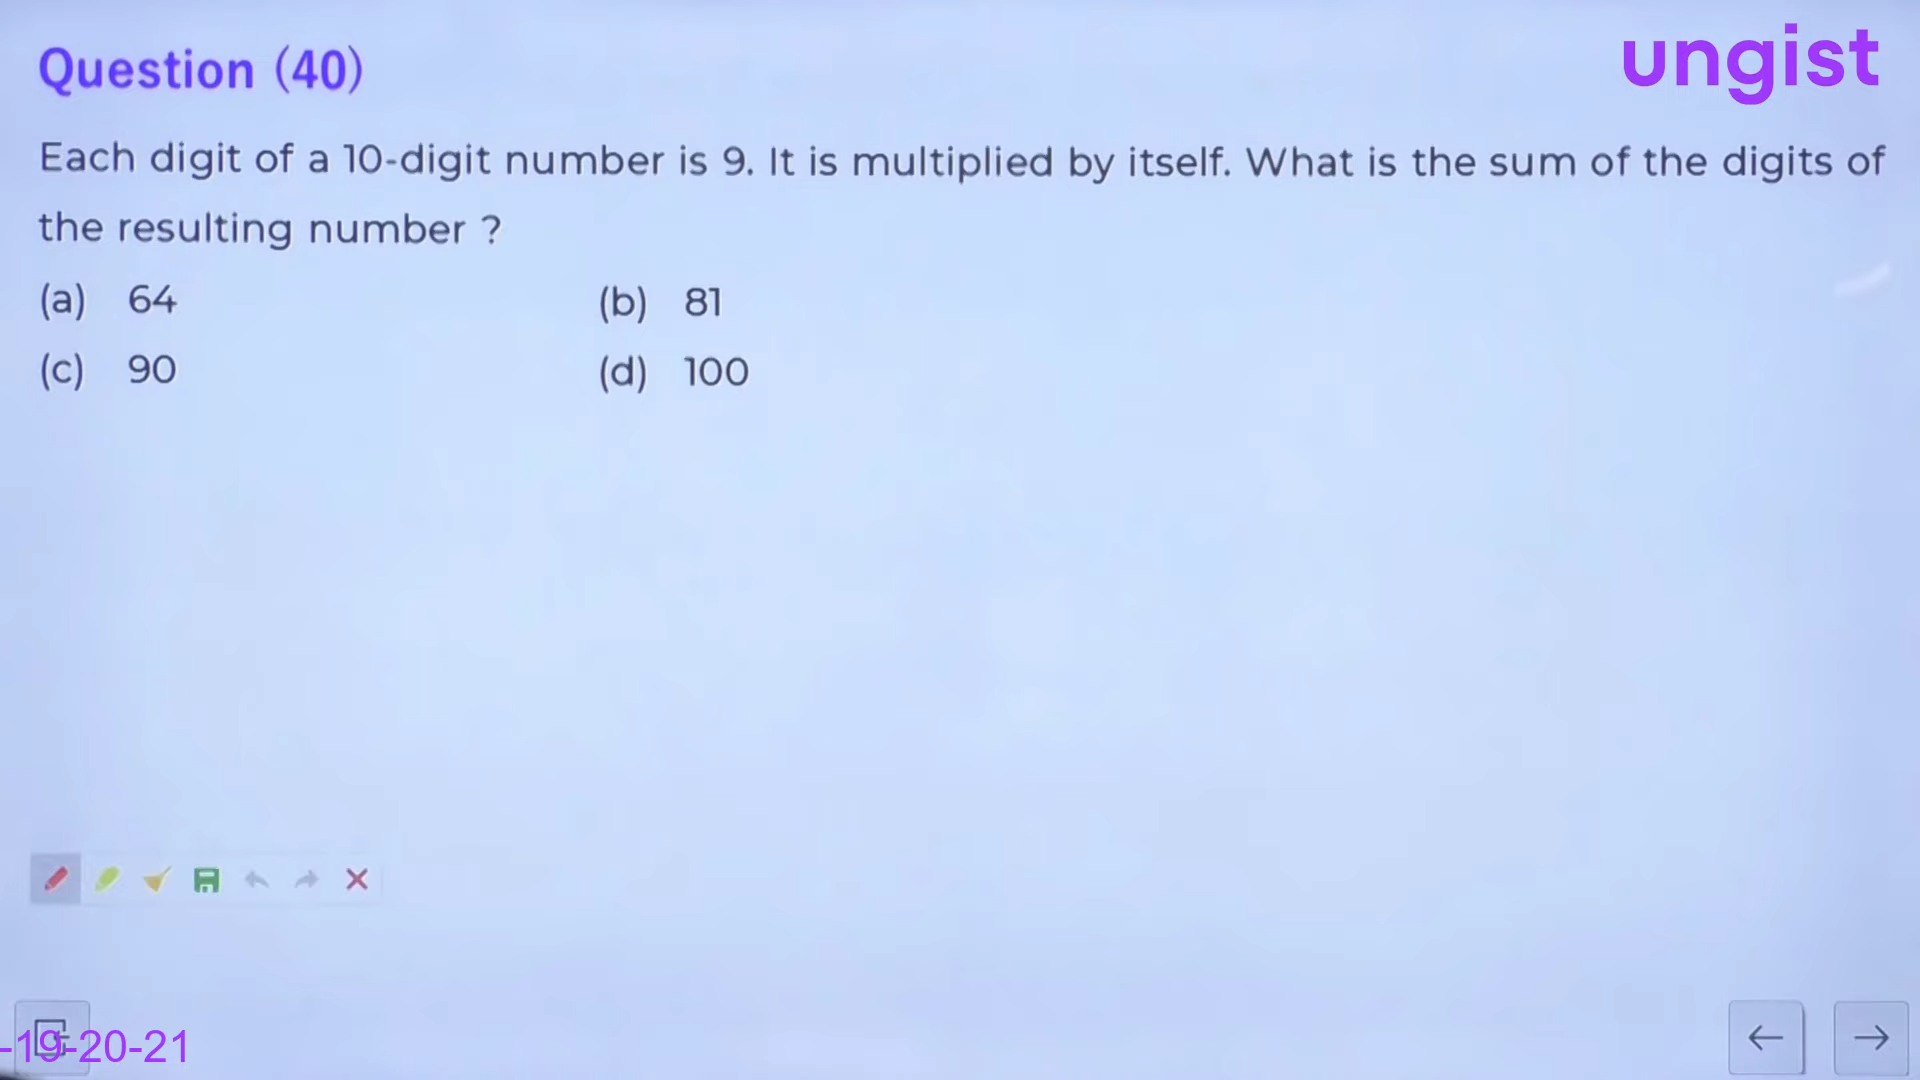 Question (40)
ungist
Each digit of a 10-digit number is 9. It is multiplied by itself. What is the sum of the digits of
the resulting number ?
(a) 64
(b) 81
(c) 90
(d) 100
-19-20-21